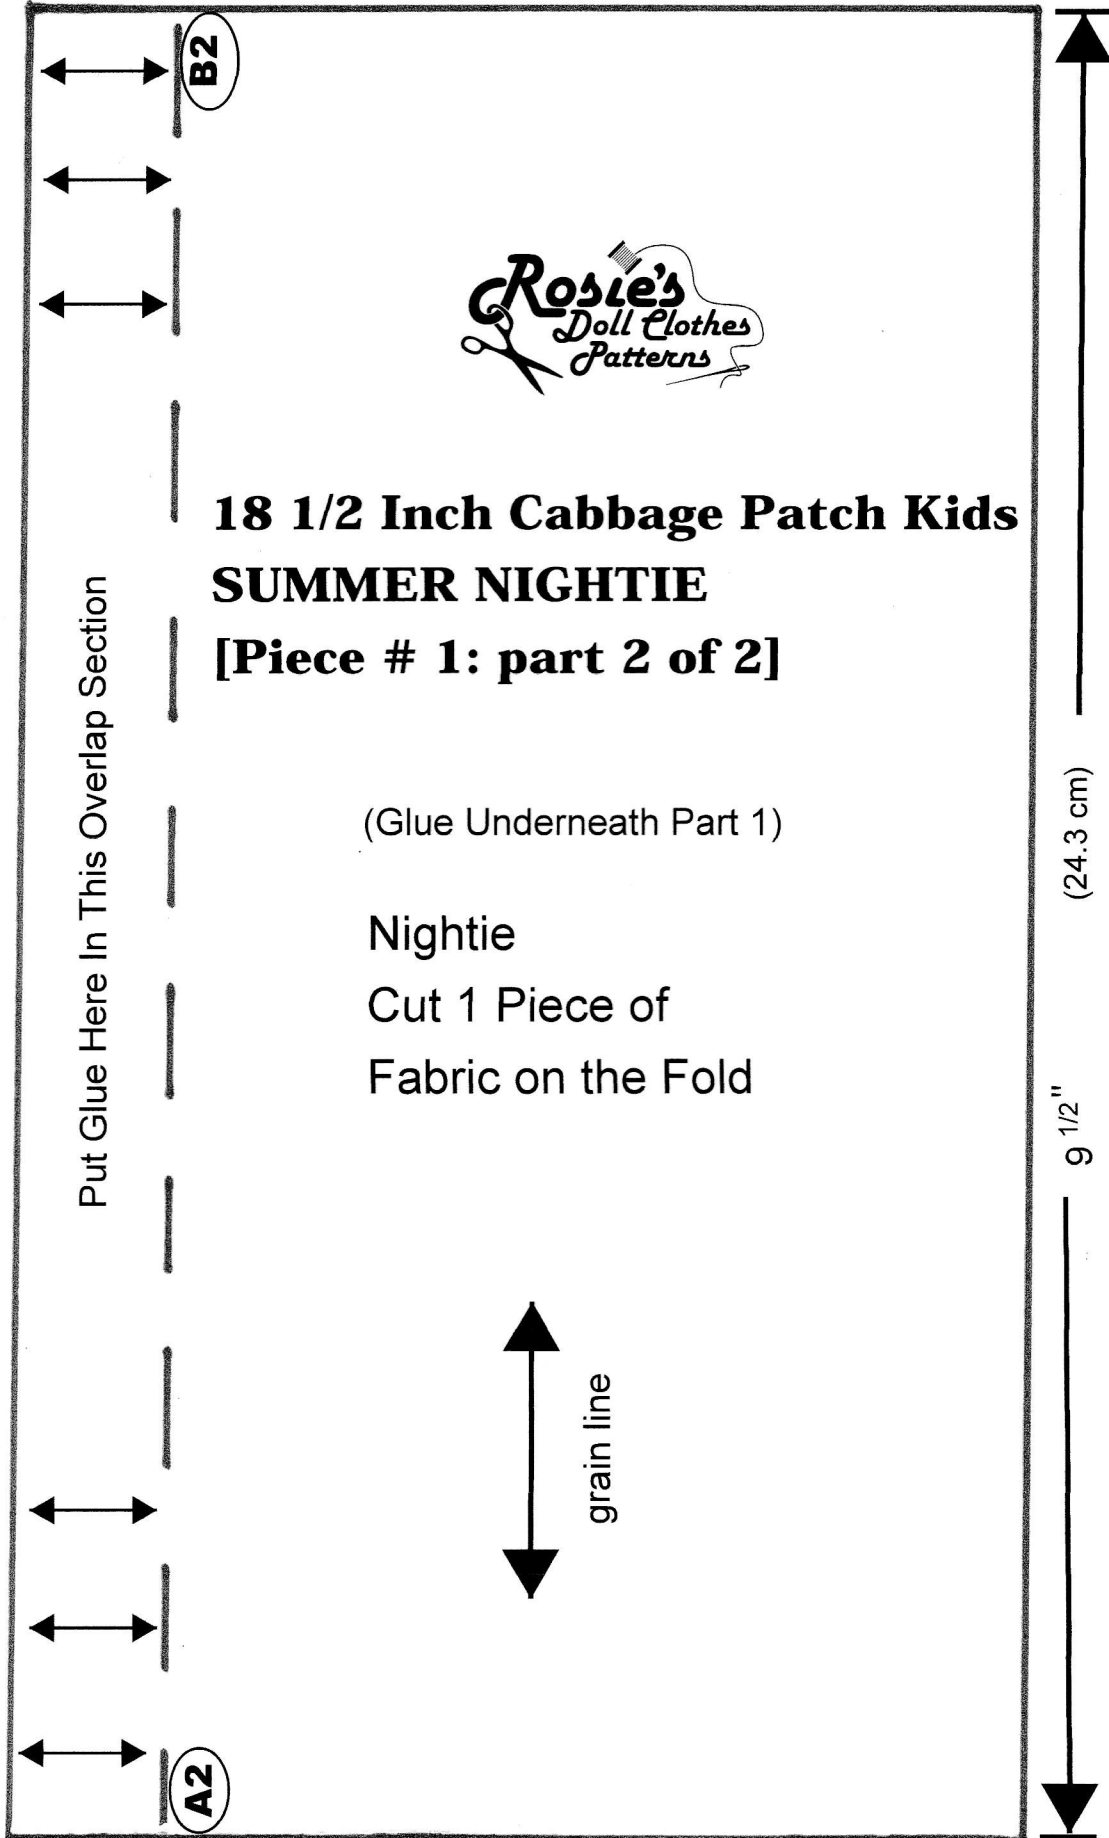 B2
Rosie's
Doll Clothes
Patterns
18 1/2 Inch Cabbage Patch Kids
SUMMER NIGHTIE
[Piece # 1: part 2 of 2]
Put Glue Here In This Overlap Section
(Glue Underneath Part 1)
Nightie
Cut 1 Piece of
Fabric on the Fold
grain line
A2
9 1/2" (24.3 cm)